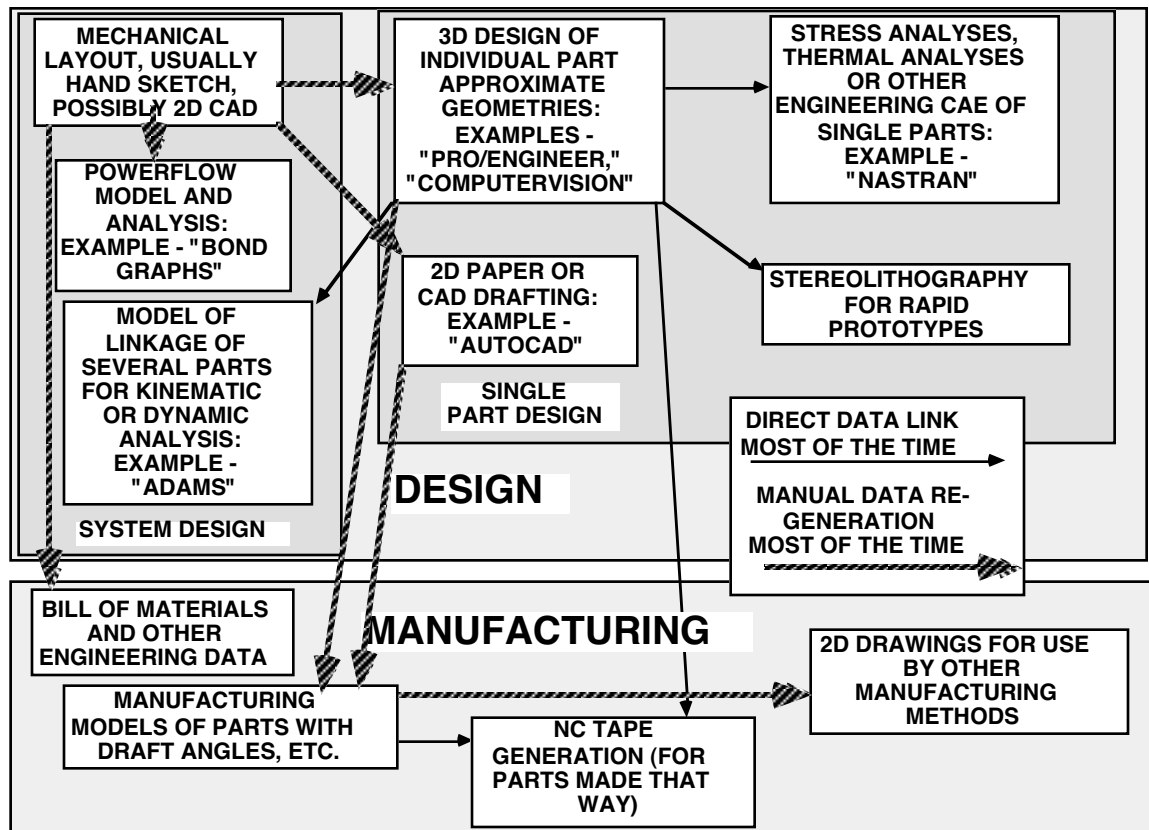 MECHANICAL
LAYOUT, USUALLY
HAND SKETCH,
POSSIBLY 2D CAD
POWERFLOW
MODEL AND
ANALYSIS:
EXAMPLE - "BOND
GRAPHS"
MODEL OF
LINKAGE OF
SEVERAL PARTS
FOR KINEMATIC
OR DYNAMIC
ANALYSIS:
EXAMPLE -
"ADAMS"
SYSTEM DESIGN
3D DESIGN OF
INDIVIDUAL PART
APPROXIMATE
GEOMETRIES:
EXAMPLES -
"PRO/ENGINEER,"
"COMPUTERVISION"
2D PAPER OR
CAD DRAFTING:
EXAMPLE -
"AUTOCAD"
SINGLE
PART DESIGN
STRESS ANALYSES,
THERMAL ANALYSES
OR OTHER
ENGINEERING CAE OF
SINGLE PARTS:
EXAMPLE -
"NASTRAN"
STEREOLITHOGRAPHY
FOR RAPID
PROTOTYPES
DESIGN
DIRECT DATA LINK
MOST OF THE TIME
MANUAL DATA RE-
GENERATION
MOST OF THE TIME
MANUFACTURING
BILL OF MATERIALS
AND OTHER
ENGINEERING DATA
MANUFACTURING
MODELS OF PARTS WITH
DRAFT ANGLES, ETC.
NC TAPE
GENERATION (FOR
PARTS MADE THAT
WAY)
2D DRAWINGS FOR USE
BY OTHER
MANUFACTURING
METHODS